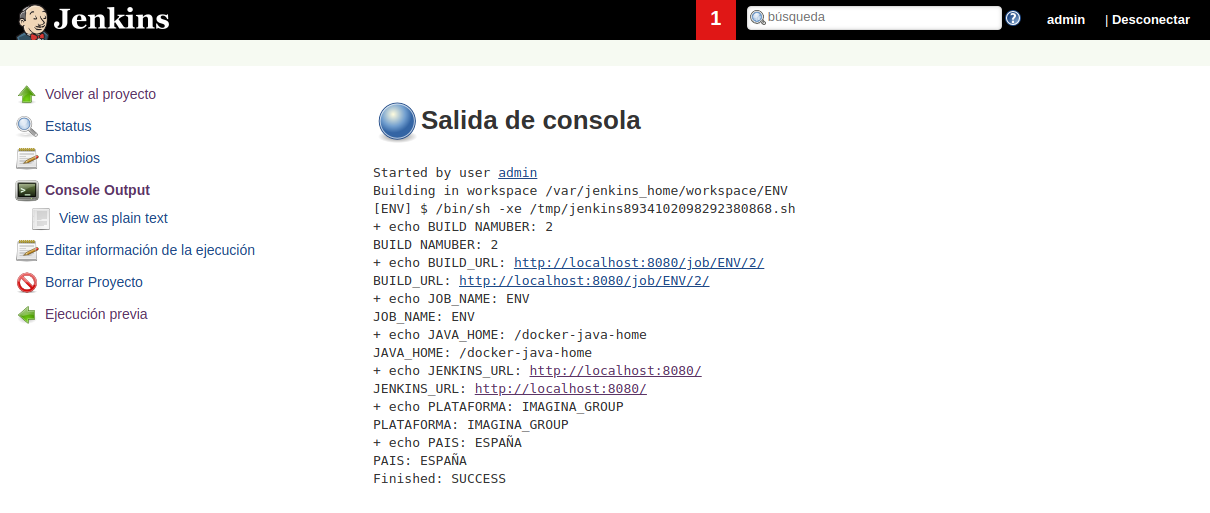 Jenkins
1
búsqueda
admin
| Desconectar
Volver al proyecto
Estatus
Cambios
Console Output
View as plain text
Editar información de la ejecución
Borrar Proyecto
Ejecución previa
Salida de consola
Started by user admin
Building in workspace /var/jenkins_home/workspace/ENV
[ENV] $ /bin/sh -xe /tmp/jenkins8934102098292380868.sh
+ echo BUILD NAMUBER: 2
BUILD NAMUBER: 2
+ echo BUILD_URL: http://localhost:8080/job/ENV/2/
BUILD_URL: http://localhost:8080/job/ENV/2/
+ echo JOB_NAME: ENV
JOB_NAME: ENV
+ echo JAVA_HOME: /docker-java-home
JAVA_HOME: /docker-java-home
+ echo JENKINS_URL: http://localhost:8080/
JENKINS_URL: http://localhost:8080/
+ echo PLATAFORMA: IMAGINA_GROUP
PLATAFORMA: IMAGINA_GROUP
+ echo PAIS: ESPAÑA
PAIS: ESPAÑA
Finished: SUCCESS